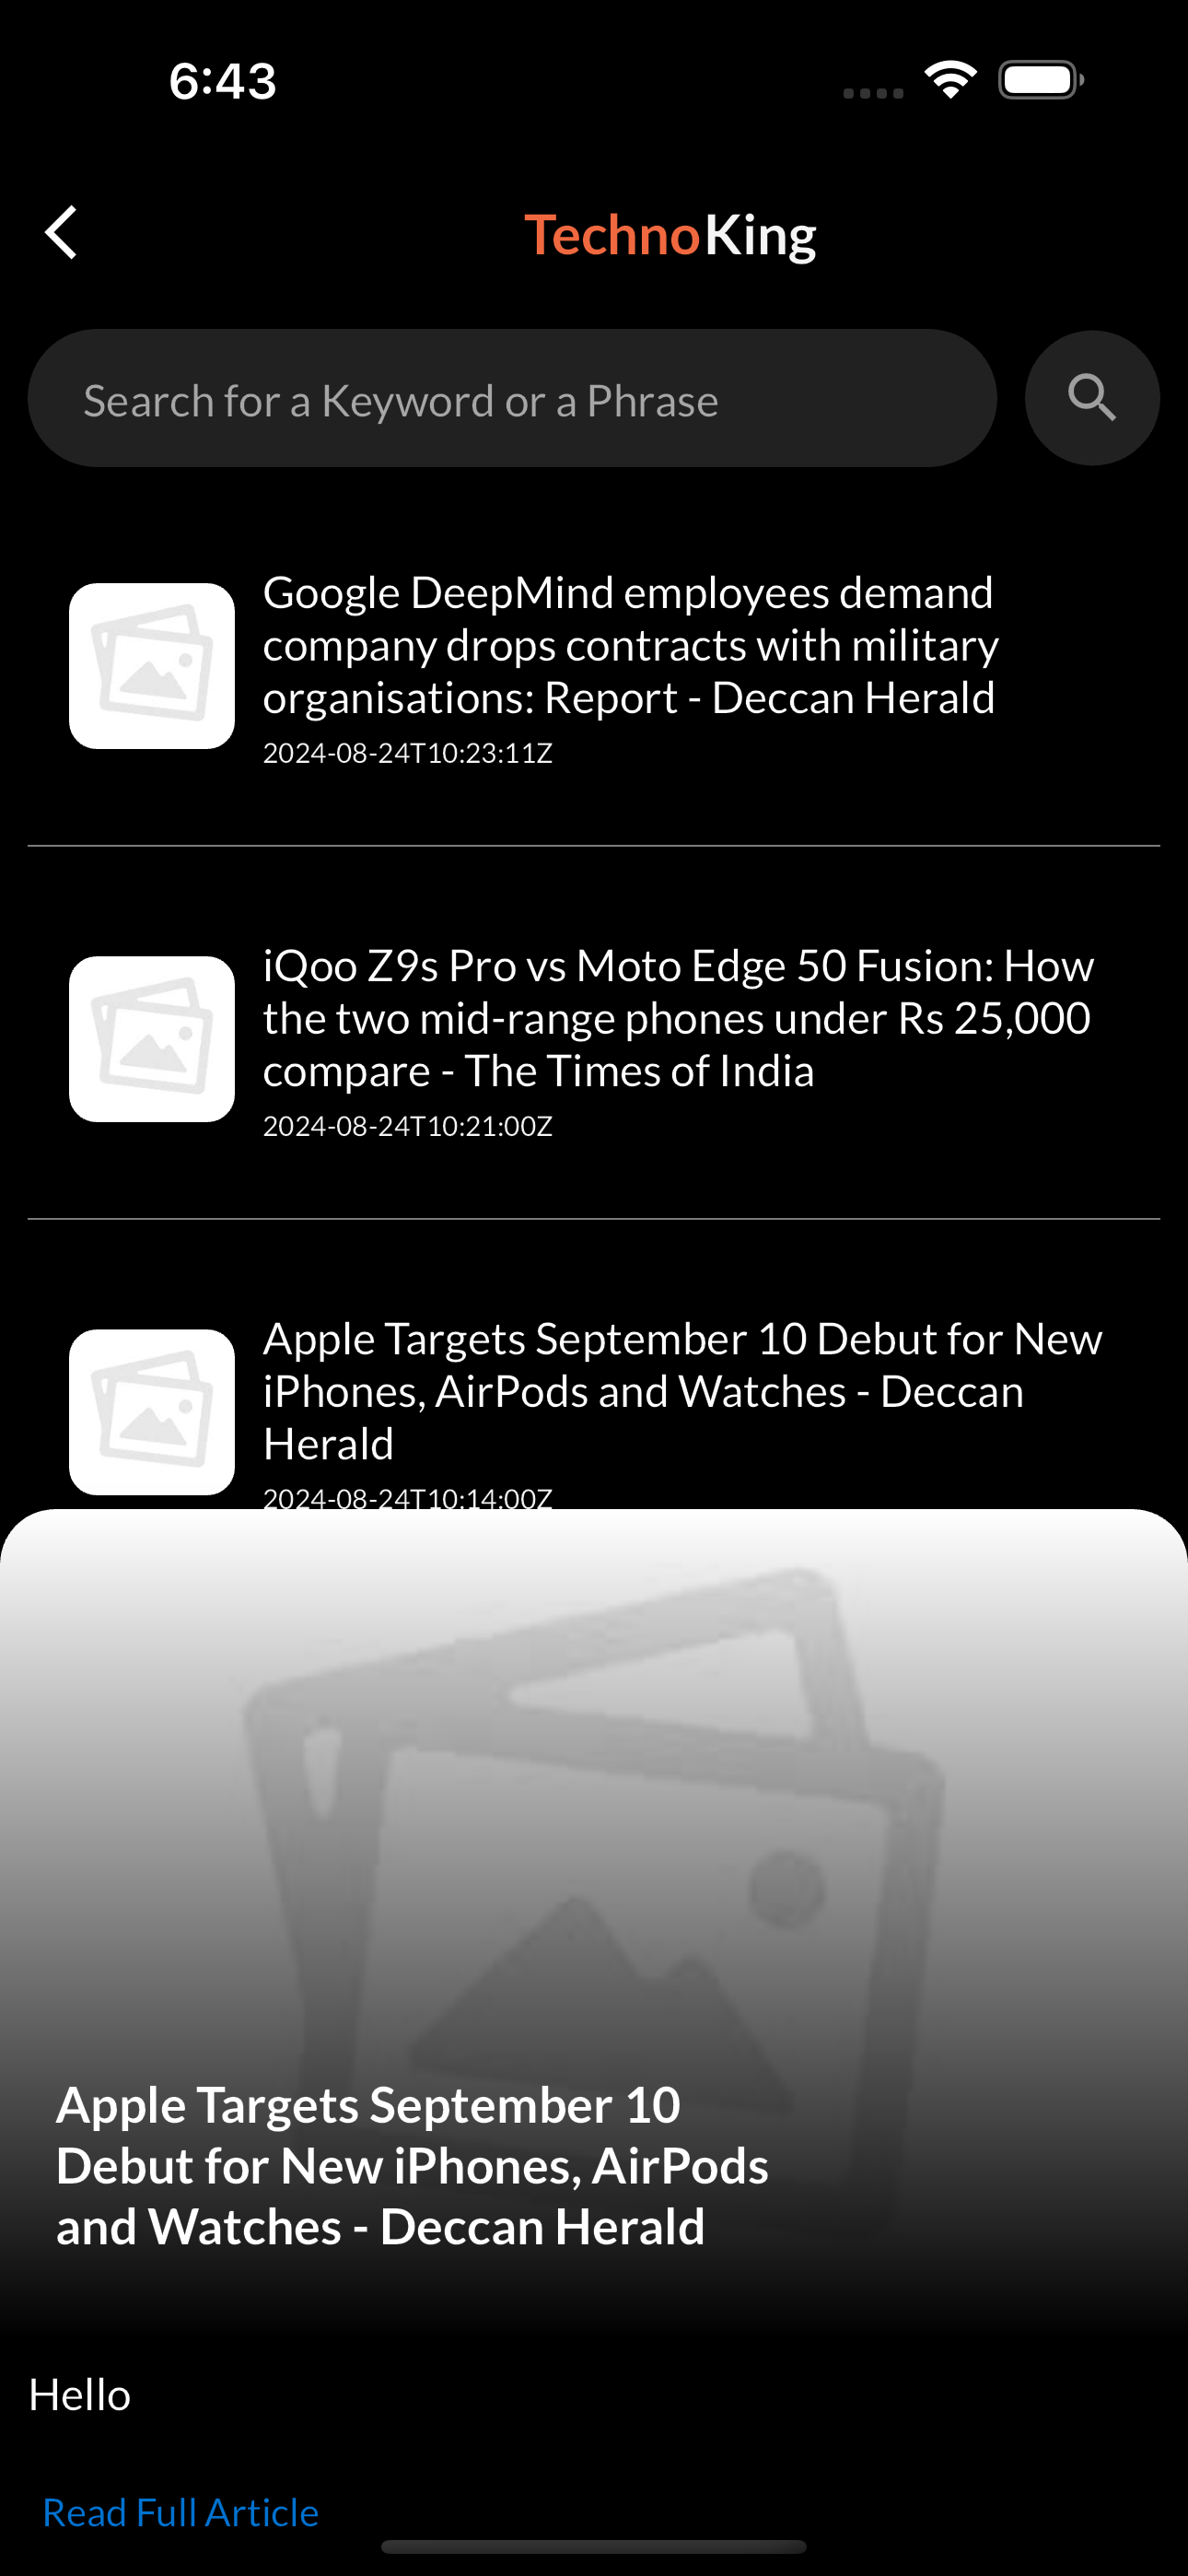 6:43
TechnoKing
Search for a Keyword or a Phrase
Google DeepMind employees demand
company drops contracts with military
organisations: Report - Deccan Herald
2024-08-24T10:23:11Z
iQoo Z9s Pro vs Moto Edge 50 Fusion: How
the two mid-range phones under Rs 25,000
compare - The Times of India
2024-08-24T10:21:00Z
Apple Targets September 10 Debut for New
iPhones, AirPods and Watches - Deccan
Herald
2024-08-24T10:14:00Z
Apple Targets September 10
Debut for New iPhones, AirPods
and Watches - Deccan Herald
Hello
Read Full Article